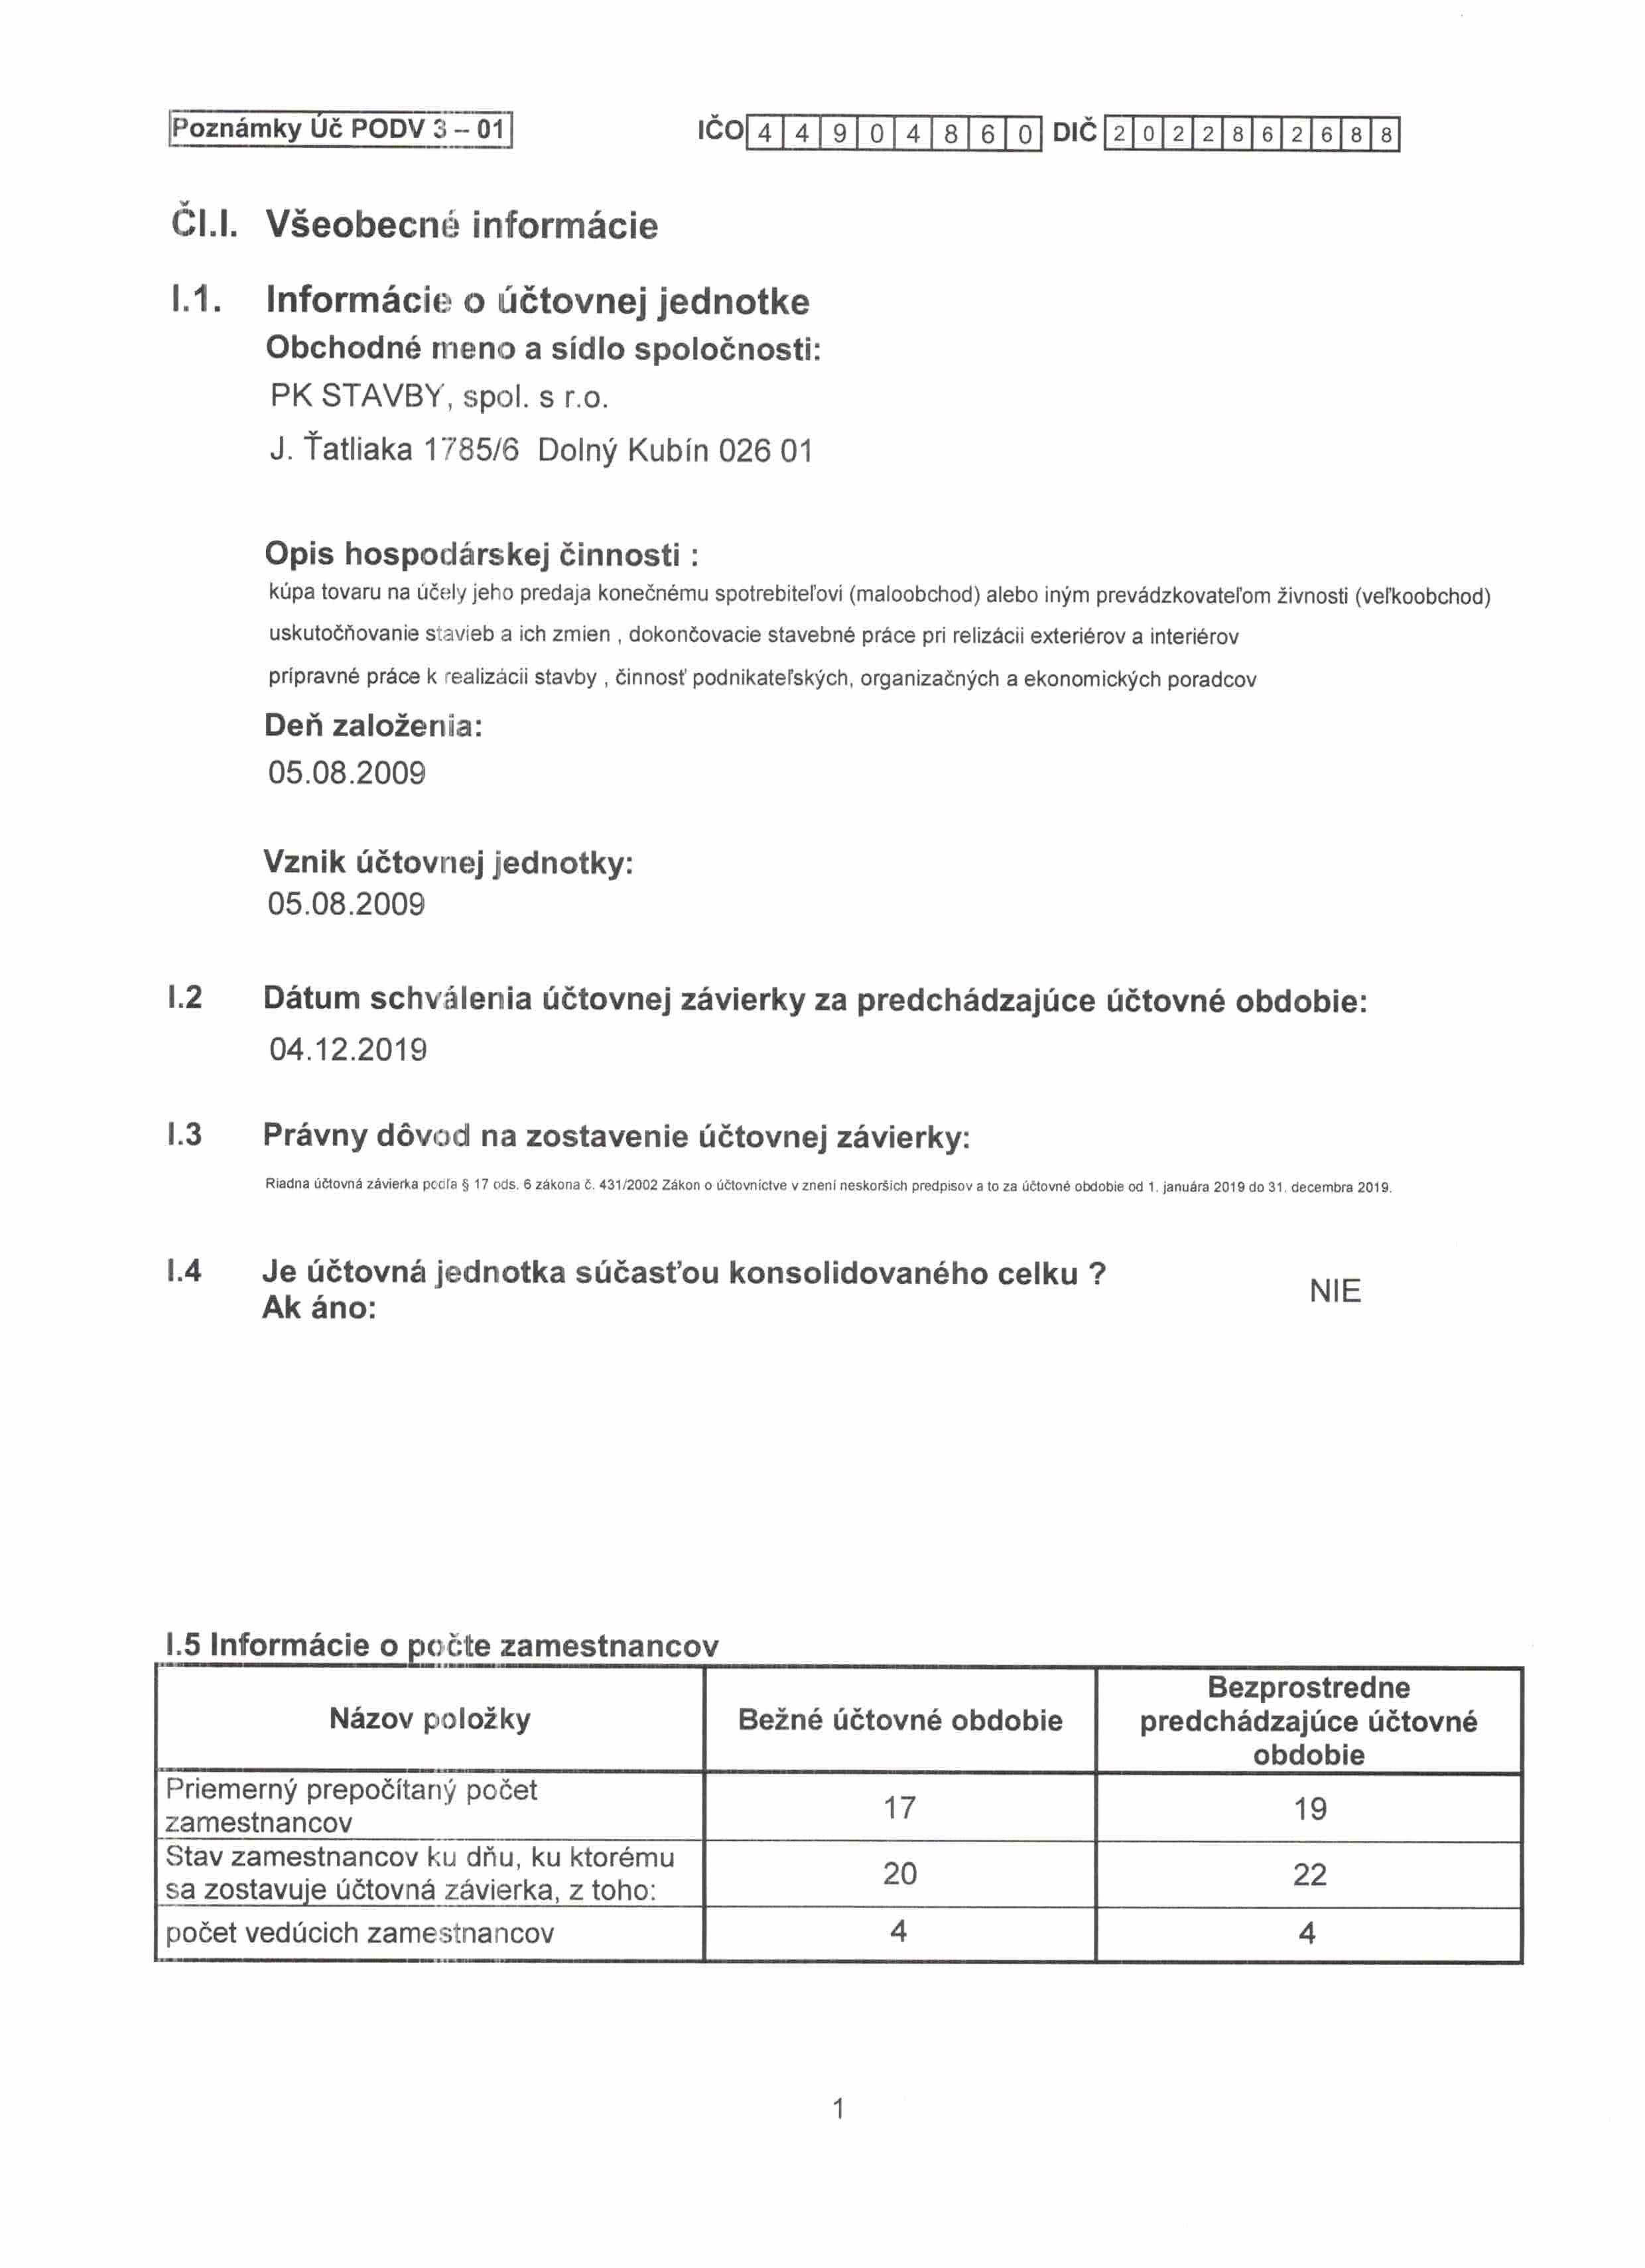 Poznámky Úč PODV 3 – 01 IČO 4 4 9 0 4 8 6 0 DIČ 2 0 2 2 8 6 2 6 8 8
Čl.I. Všeobecné informácie
I.1. Informácie o účtovnej jednotke
Obchodné meno a sídlo spoločnosti:
PK STAVBY, spol. s r.o.
J. Ťatliaka 1785/6 Dolný Kubín 026 01
Opis hospodárskej činnosti :
kúpa tovaru na účely jeho predaja konečnému spotrebiteľovi (maloobchod) alebo iným prevádzkovateľom živnosti (veľkoobchod)
uskutočňovanie stavieb a ich zmien , dokončovacie stavebné práce pri relizácii exteriérov a interiérov
prípravné práce k realizácii stavby , činnosť podnikateľských, organizačných a ekonomických poradcov
Deň založenia:
05.08.2009
Vznik účtovnej jednotky:
05.08.2009
I.2 Dátum schválenia účtovnej závierky za predchádzajúce účtovné obdobie:
04.12.2019
I.3 Právny dôvod na zostavenie účtovnej závierky:
Riadna účtovná závierka podľa § 17 ods. 6 zákona č. 431/2002 Zákon o účtovníctve v znení neskorších predpisov a to za účtovné obdobie od 1. januára 2019 do 31. decembra 2019.
I.4 Je účtovná jednotka súčasťou konsolidovaného celku ?
NIE
Ak áno:
I.5 Informácie o počte zamestnancov
Názov položky Bežné účtovné obdobie Bezprostredne
predchádzajúce účtovné
obdobie
Priemerný prepočítaný počet
zamestnancov 17 19
Stav zamestnancov ku dňu, ku ktorému
sa zostavuje účtovná závierka, z toho: 20 22
počet vedúcich zamestnancov 4 4
1